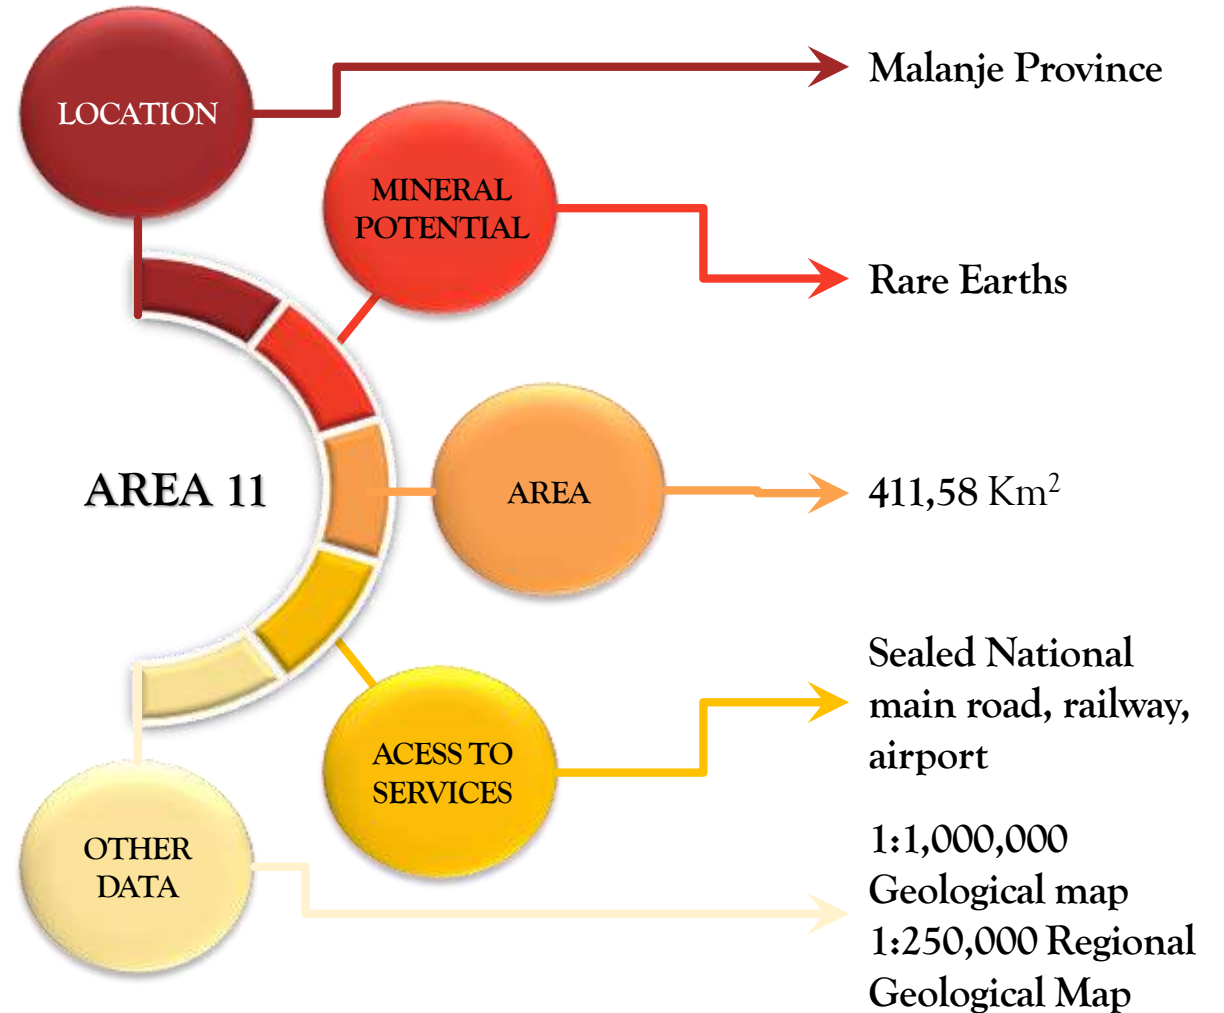 LOCATION
Malanje Province
MINERAL
POTENTIAL
Rare Earths
AREA 11
AREA
411,58 Km²
ACESS TO
SERVICES
Sealed National
main road, railway,
airport
OTHER
DATA
1:1,000,000
Geological map
1:250,000 Regional
Geological Map